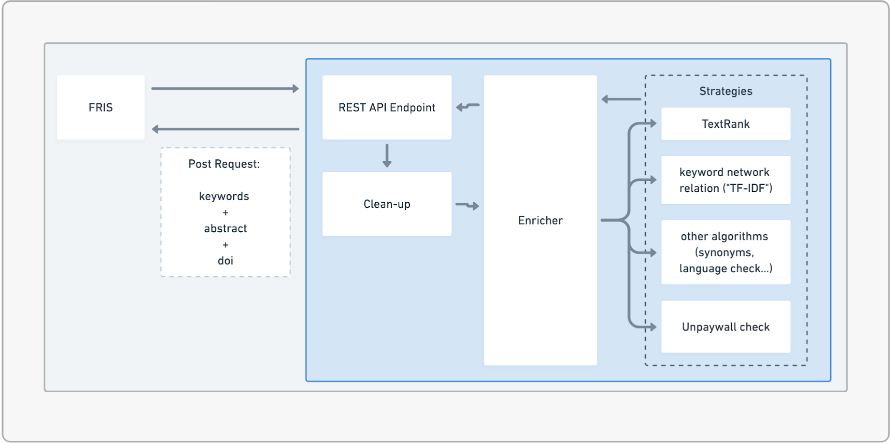 FRIS
Post Request:
keywords
+
abstract
+
doi
REST API Endpoint
Clean-up
Enricher
Strategies
TextRank
keyword network
relation ("TF-IDF")
other algorithms
(synonyms,
language check...)
Unpaywall check